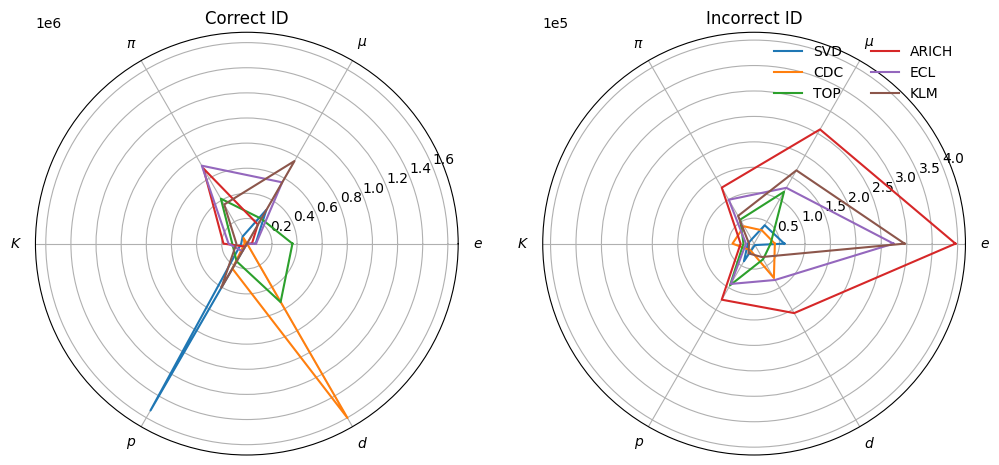 Correct ID
1e6
π
μ
K
e
p
d
0.2
0.4
0.6
0.8
1.0
1.2
1.4
1.6
Incorrect ID
1e5
π
μ
K
e
p
d
0.5
1.0
1.5
2.0
2.5
3.0
3.5
4.0
SVD
CDC
TOP
ARICH
ECL
KLM